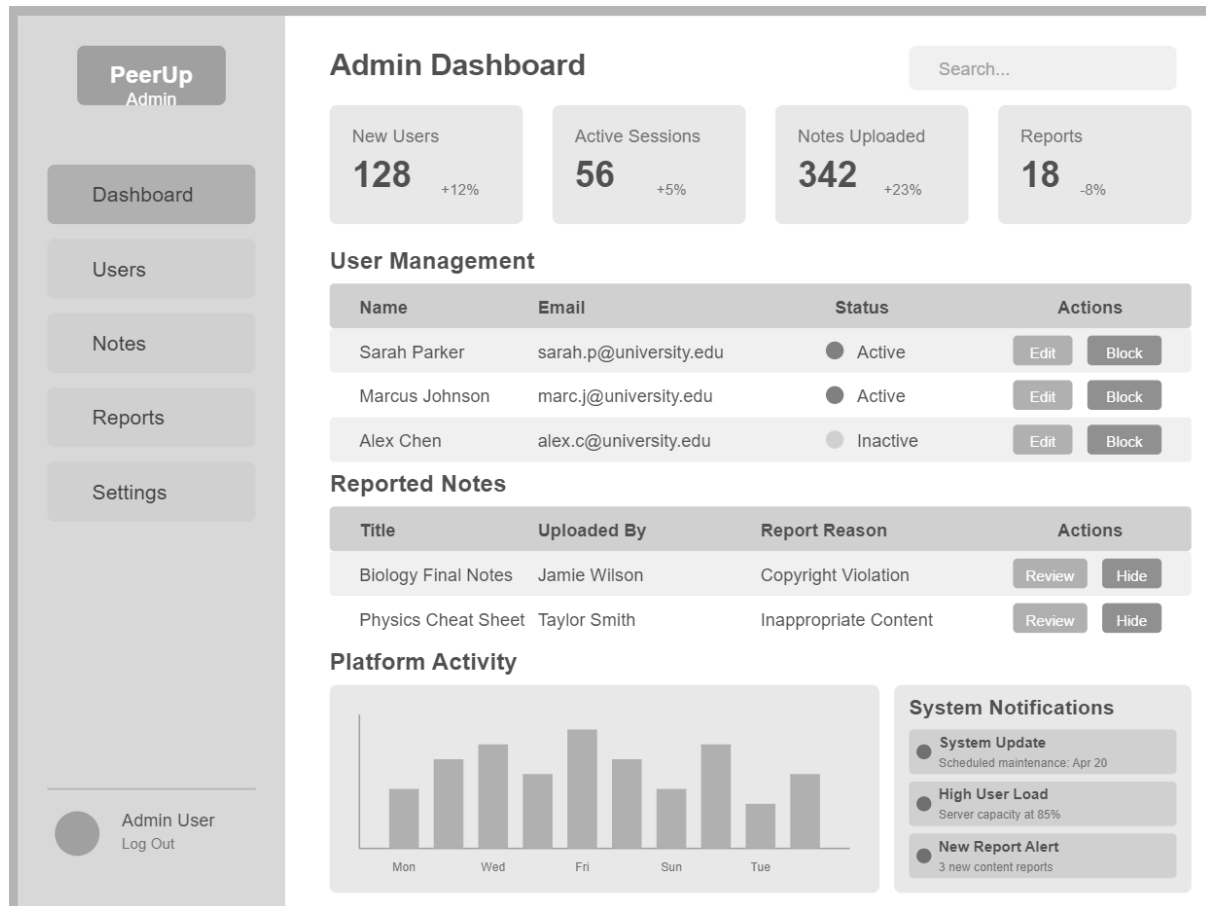 PeerUp
Admin
Dashboard
Users
Notes
Reports
Settings
Admin User
Log Out
Admin Dashboard
Search...
New Users
128 +12%
Active Sessions
56 +5%
Notes Uploaded
342 +23%
Reports
18 -8%
User Management
Name Email Status Actions
Sarah Parker sarah.p@university.edu Active Edit Block
Marcus Johnson marc.j@university.edu Active Edit Block
Alex Chen alex.c@university.edu Inactive Edit Block
Reported Notes
Title Uploaded By Report Reason Actions
Biology Final Notes Jamie Wilson Copyright Violation Review Hide
Physics Cheat Sheet Taylor Smith Inappropriate Content Review Hide
Platform Activity
Mon Wed Fri Sun Tue
System Notifications
System Update
Scheduled maintenance: Apr 20
High User Load
Server capacity at 85%
New Report Alert
3 new content reports